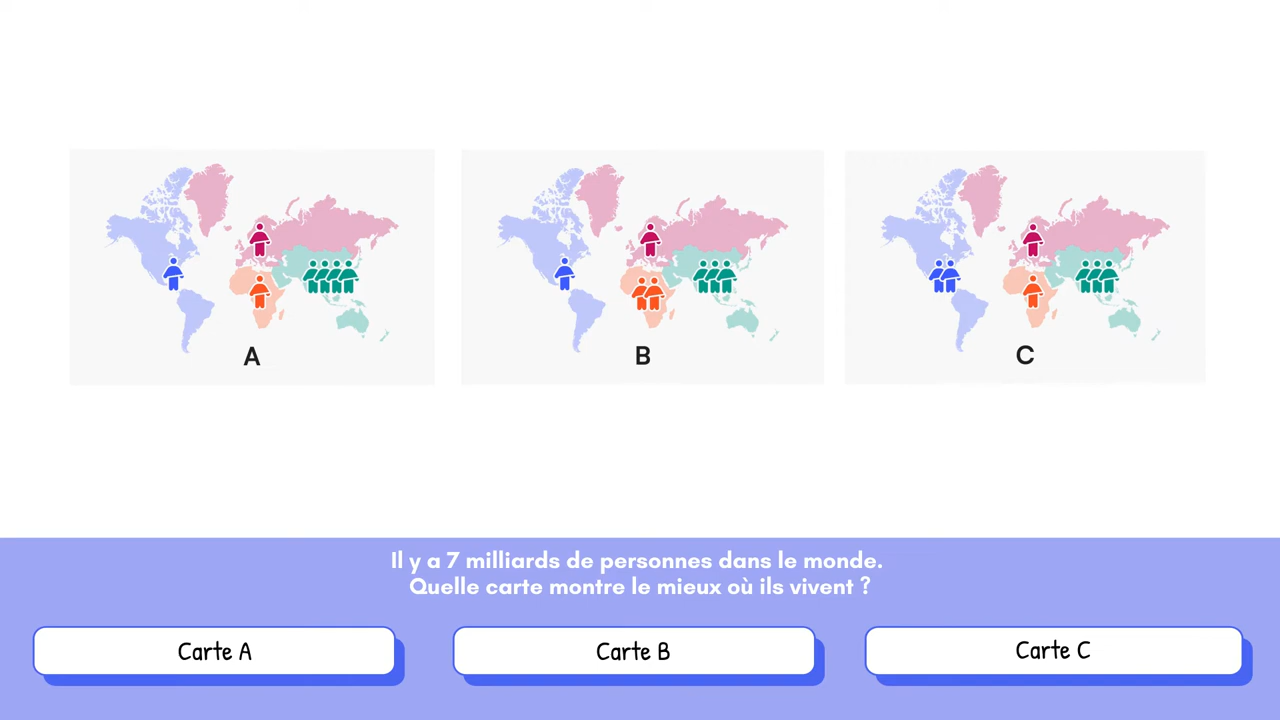 A
B
C
Il y a 7 milliards de personnes dans le monde.
Quelle carte montre le mieux où ils vivent ?
Carte A
Carte B
Carte C